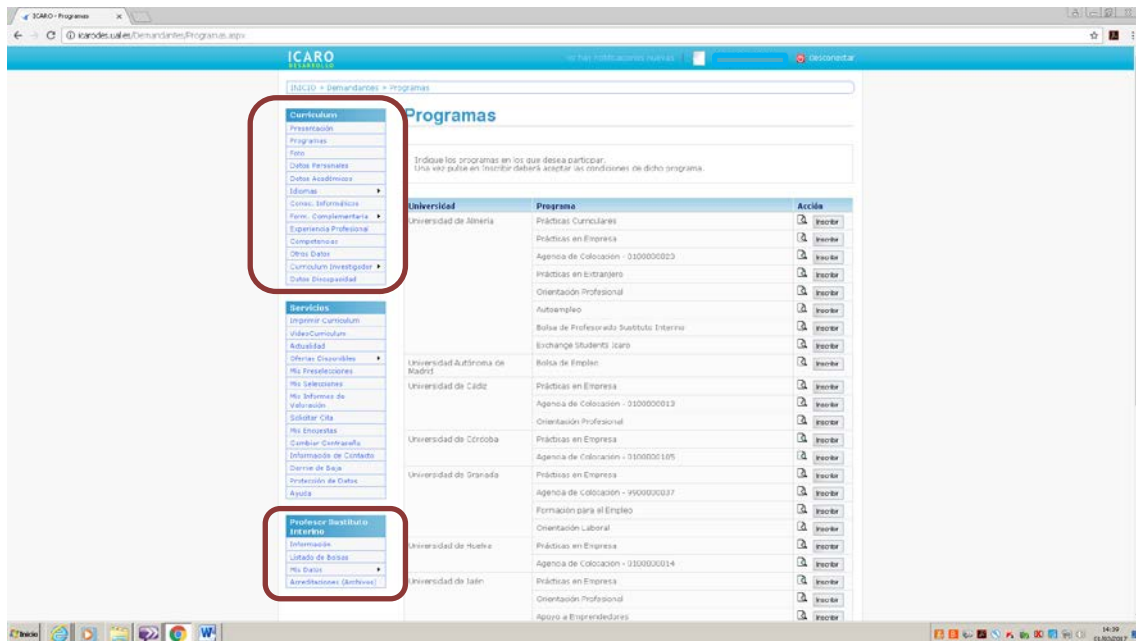 ICARO - Programas
icarodes.ual.es/Demandantes/Programas.aspx
ICARO
DESARROLLO
no hay notificaciones nuevas
desconectar
INICIO » Demandantes » Programas
Curriculum
Presentación
Programas
Foto
Datos Personales
Datos Académicos
Idiomas
Conoc. Informáticos
Form. Complementaria
Experiencia Profesional
Competencias
Otros Datos
Curriculum Investigador
Datos Discapacidad
Servicios
Imprimir Curriculum
VideoCurriculum
Actualidad
Ofertas Disponibles
Mis Preselecciones
Mis Selecciones
Mis Informes de
Valoración
Solicitar Cita
Mis Encuestas
Cambiar Contraseña
Información de Contacto
Darme de Baja
Protección de Datos
Ayuda
Profesor Sustituto
Interino
Información
Listado de Bolsas
Mis Datos
Acreditaciones (Archivos)
Programas
Indique los programas en los que desea participar.
Una vez pulse en Inscribir deberá aceptar las condiciones de dicho programa.
Universidad Programa Acción
Universidad de Almería Prácticas Curriculares Inscribir
Prácticas en Empresa Inscribir
Agencia de Colocación - 0100000023 Inscribir
Prácticas en Extranjero Inscribir
Orientación Profesional Inscribir
Autoempleo Inscribir
Bolsa de Profesorado Sustituto Interino Inscribir
Exchange Students Icaro Inscribir
Universidad Autónoma de Madrid Bolsa de Empleo Inscribir
Universidad de Cádiz Prácticas en Empresa Inscribir
Agencia de Colocación - 0100000013 Inscribir
Orientación Profesional Inscribir
Universidad de Córdoba Prácticas en Empresa Inscribir
Agencia de Colocación - 0100000105 Inscribir
Universidad de Granada Prácticas en Empresa Inscribir
Agencia de Colocación - 9900000037 Inscribir
Formación para el Empleo Inscribir
Orientación Laboral Inscribir
Universidad de Huelva Prácticas en Empresa Inscribir
Agencia de Colocación - 0100000014 Inscribir
Universidad de Jaén Prácticas en Empresa Inscribir
Orientación Profesional Inscribir
Apoyo a Emprendedores Inscribir
Inicio
14:39